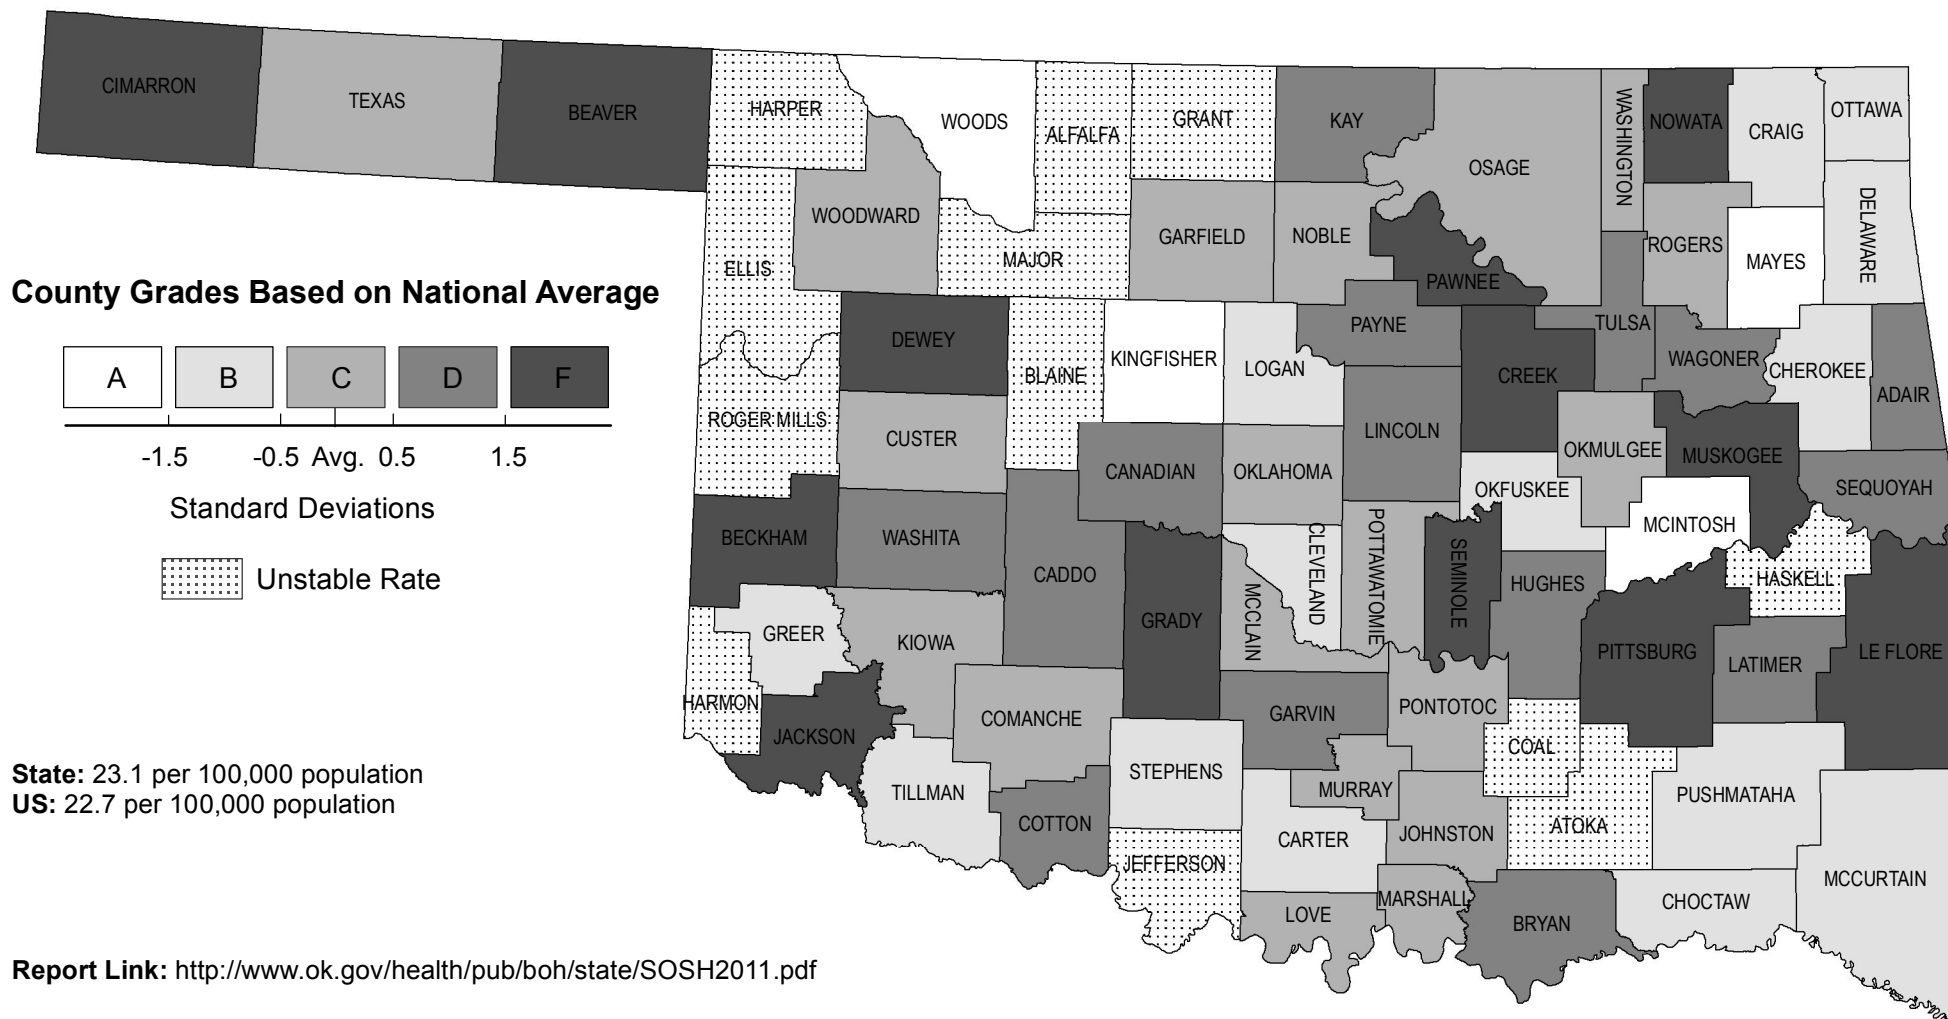 CIMARRON
TEXAS
BEAVER
HARPER
WOODS
ALFALFA
GRANT
KAY
OSAGE
WASHINGTON
NOWATA
CRAIG
OTTAWA
DELAWARE
WOODWARD
ELLIS
MAJOR
GARFIELD
NOBLE
PAWNEE
ROGERS
MAYES
County Grades Based on National Average
A B C D F
-1.5 -0.5 Avg. 0.5 1.5
Standard Deviations
Unstable Rate
DEWEY
BLAINE
KINGFISHER
LOGAN
PAYNE
TULSA
CREEK
WAGONER
CHEROKEE
ADAIR
ROGER MILLS
CUSTER
CANADIAN
OKLAHOMA
LINCOLN
OKMULGEE
MUSKOGEE
OKFUSKEE
SEQUOYAH
BECKHAM
WASHITA
CADDO
GRADY
MCCLAIN
CLEVELAND
POTTAWATOMIE
SEMINOLE
HUGHES
MCINTOSH
HASKELL
GREER
KIOWA
PITTSBURG
LATIMER
LE FLORE
HARMON
JACKSON
COMANCHE
GARVIN
PONTOTOC
COAL
State: 23.1 per 100,000 population
US: 22.7 per 100,000 population
TILLMAN
COTTON
STEPHENS
MURRAY
JOHNSTON
ATOKA
PUSHMATAHA
JEFFERSON
CARTER
LOVE
MARSHALL
BRYAN
CHOCTAW
MCCURTAIN
Report Link: http://www.ok.gov/health/pub/boh/state/SOSH2011.pdf